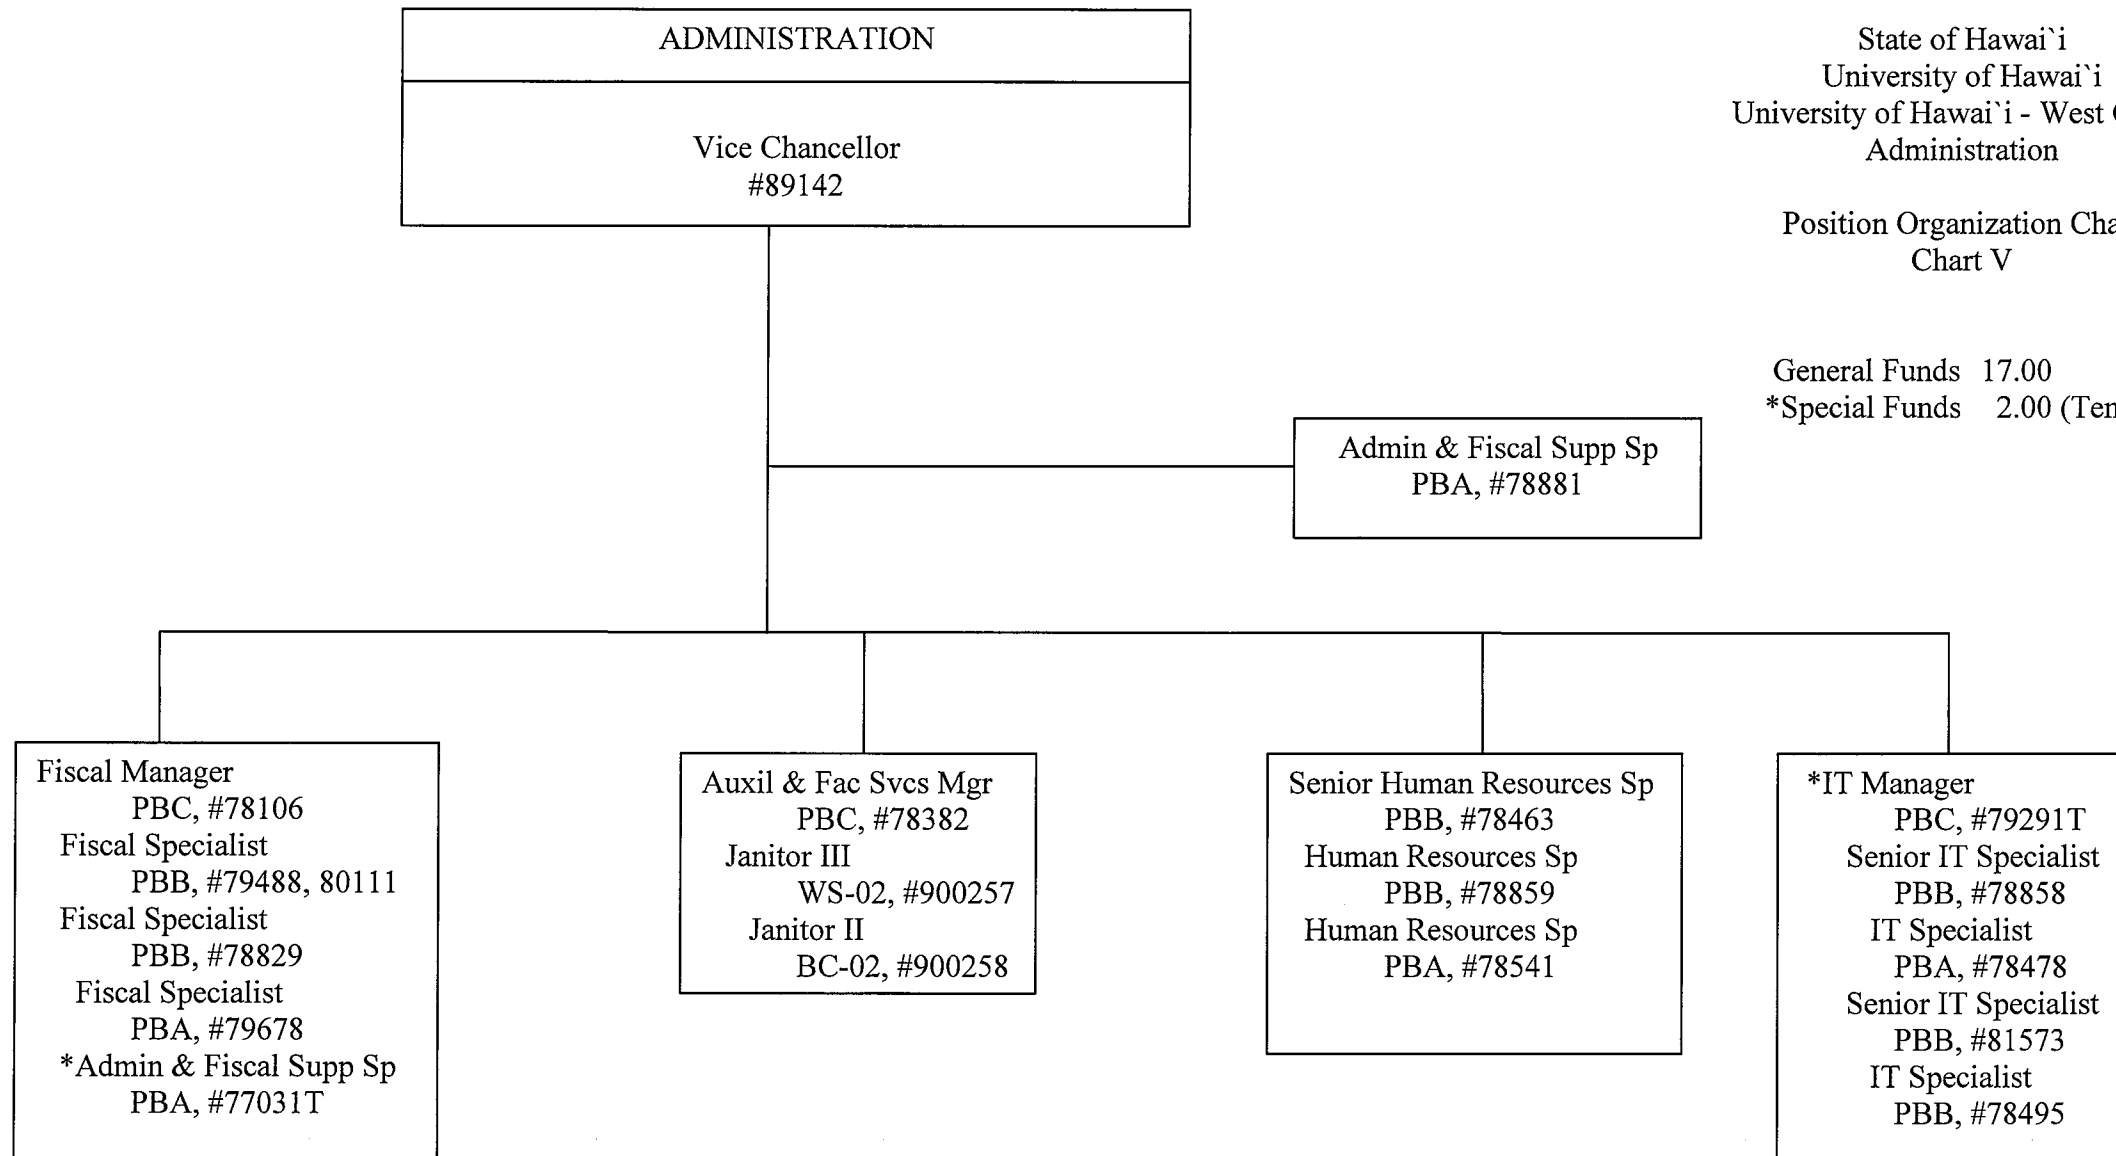 ADMINISTRATION
Vice Chancellor
#89142
State of Hawai`i
University of Hawai`i
University of Hawai`i - West
Administration
Position Organization
Chart V
General Funds 17.00
*Special Funds 2.00
Admin & Fiscal Supp Sp
PBA, #78881
Fiscal Manager
PBC, #78106
Fiscal Specialist
PBB, #79488, 80111
Fiscal Specialist
PBB, #78829
Fiscal Specialist
PBA, #79678
*Admin & Fiscal Supp Sp
PBA, #77031T
Auxil & Fac Svcs Mgr
PBC, #78382
Janitor III
WS-02, #900257
Janitor II
BC-02, #900258
Senior Human Resources Sp
PBB, #78463
Human Resources Sp
PBB, #78859
Human Resources Sp
PBA, #78541
*IT Manager
PBC, #79291T
Senior IT Specialist
PBB, #78858
IT Specialist
PBA, #78478
Senior IT Specialist
PBB, #81573
IT Specialist
PBB, #78495